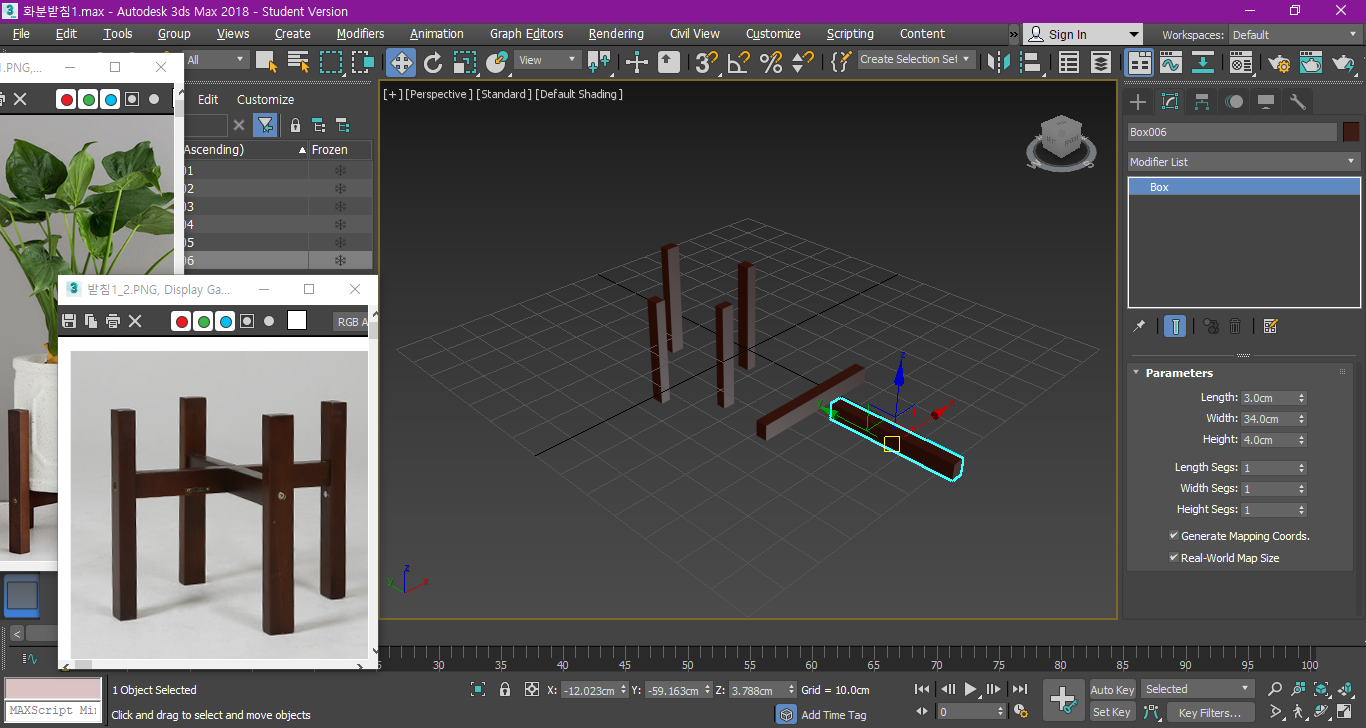 화분받침1.max - Autodesk 3ds Max 2018 - Student Version
File Edit Tools Group Views Create Modifiers Animation Graph Editors Rendering Civil View Customize Scripting Content » Sign In Workspaces: Default
All View Create Selection Set
1.PNG,...
Edit Customize
Ascending) Frozen
01
02
03
04
05
06
받침1_2.PNG, Display Ga...
RGB A
[+] [Perspective] [Standard] [Default Shading]
z
x
y
Box006
Modifier List
Box
Parameters
Length: 3.0cm
Width: 34.0cm
Height: 4.0cm
Length Segs: 1
Width Segs: 1
Height Segs: 1
Generate Mapping Coords.
Real-World Map Size
z
y x
25 30 35 40 45 50 55 60 65 70 75 80 85 90 95 100
1 Object Selected X: -12.023cm Y: -59.163cm Z: 3.788cm Grid = 10.0cm
MAXScript Mi
Click and drag to select and move objects
Add Time Tag
0
Auto Key Selected
Set Key Key Filters...